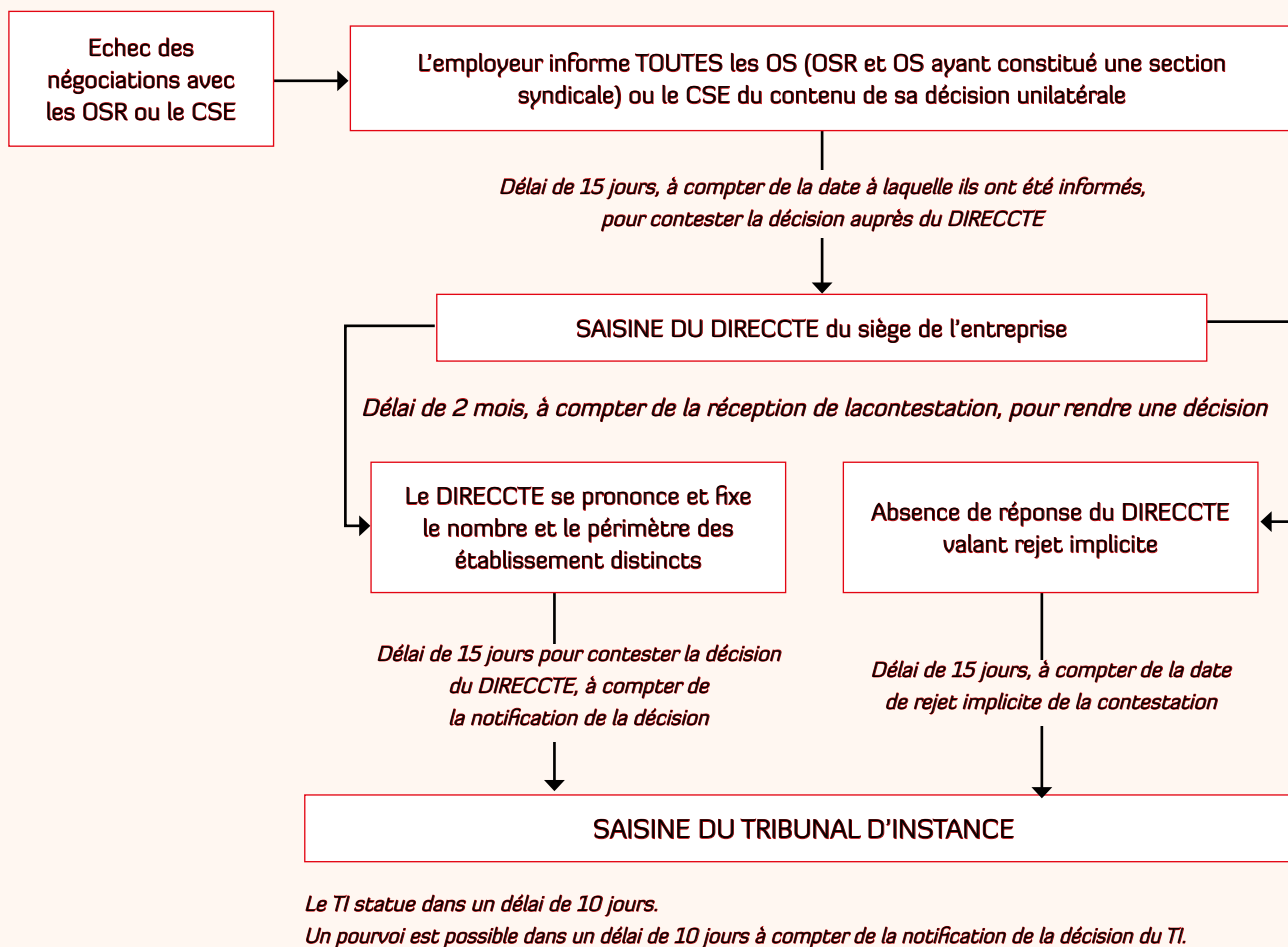 Echec des
négociations avec
les OSR ou le CSE
L'employeur informe TOUTES les OS (OSR et OS ayant constitué une section
syndicale) ou le CSE du contenu de sa décision unilatérale
Délai de 15 jours, à compter de la date à laquelle ils ont été informés,
pour contester la décision auprès du DIRECCTE
SAISINE DU DIRECCTE du siège de l'entreprise
Délai de 2 mois, à compter de la réception de lacontestation, pour rendre une décision
Le DIRECCTE se prononce et fixe
le nombre et le périmètre des
établissement distincts
Absence de réponse du DIRECCTE
valant rejet implicite
Délai de 15 jours pour contester la décision
du DIRECCTE, à compter de
la notification de la décision
Délai de 15 jours, à compter de la date
de rejet implicite de la contestation
SAISINE DU TRIBUNAL D'INSTANCE
Le TI statue dans un délai de 10 jours.
Un pourvoi est possible dans un délai de 10 jours à compter de la notification de la décision du TI.